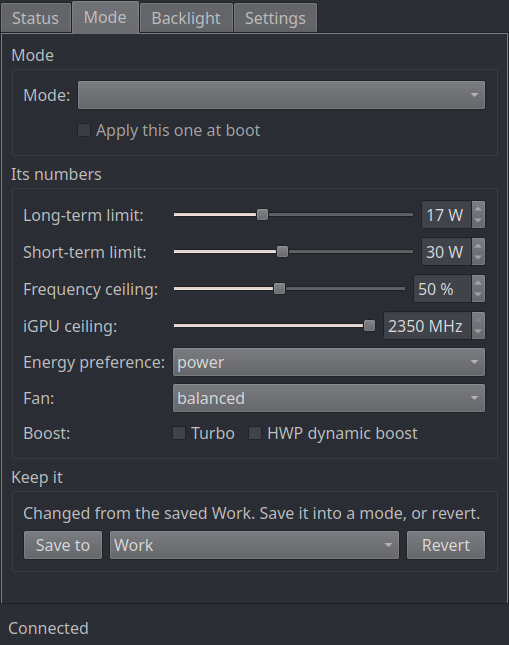 Status Mode Backlight Settings
Mode
Mode:
Apply this one at boot
Its numbers
Long-term limit: 17 W
Short-term limit: 30 W
Frequency ceiling: 50 %
iGPU ceiling: 2350 MHz
Energy preference: power
Fan: balanced
Boost: Turbo HWP dynamic boost
Keep it
Changed from the saved Work. Save it into a mode, or revert.
Save to Work Revert
Connected